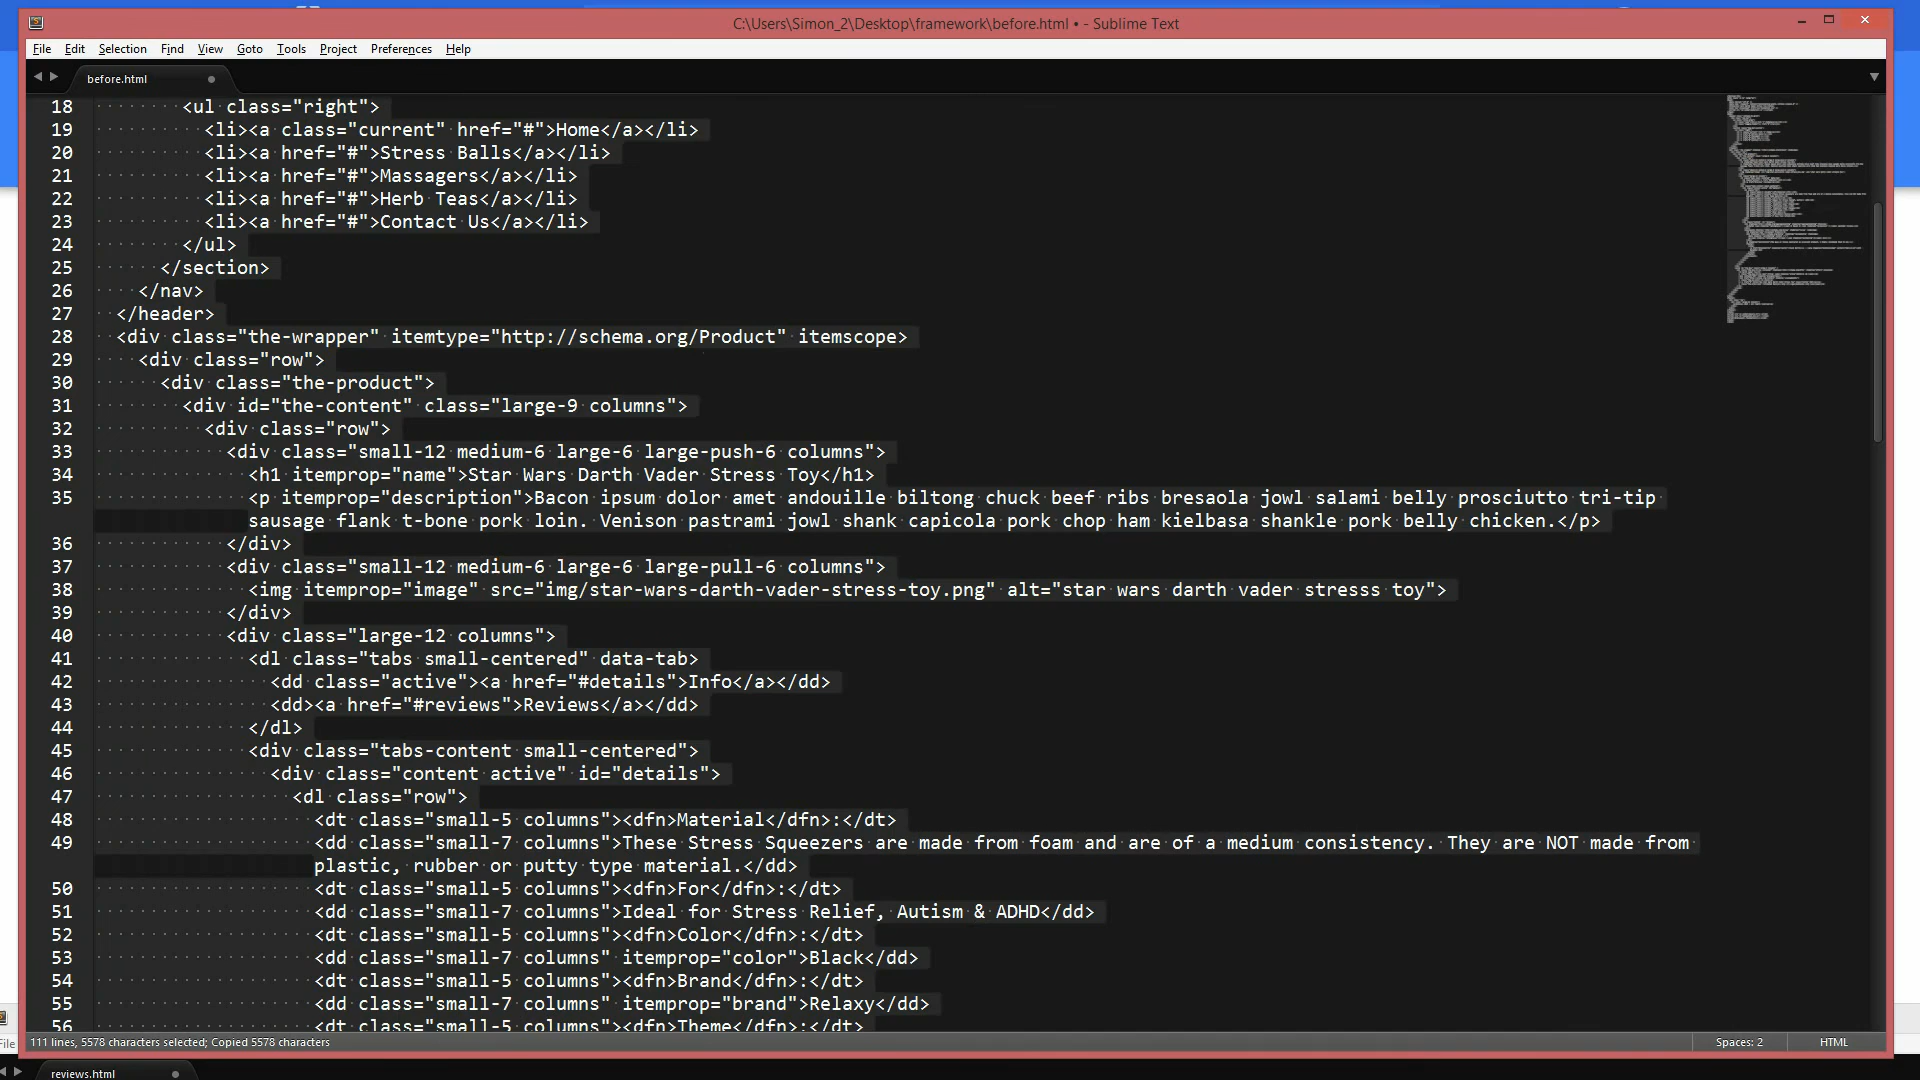 C:\Users\Simon_2\Desktop\framework\before.html • - Sublime Text
File Edit Selection Find View Goto Tools Project Preferences Help
before.html
18 <ul class="right">
19 <li><a class="current" href="#">Home</a></li>
20 <li><a href="#">Stress Balls</a></li>
21 <li><a href="#">Massagers</a></li>
22 <li><a href="#">Herb Teas</a></li>
23 <li><a href="#">Contact Us</a></li>
24 </ul>
25 </section>
26 </nav>
27 </header>
28 <div class="the-wrapper" itemtype="http://schema.org/Product" itemscope>
29 <div class="row">
30 <div class="the-product">
31 <div id="the-content" class="large-9 columns">
32 <div class="row">
33 <div class="small-12 medium-6 large-6 large-push-6 columns">
34 <h1 itemprop="name">Star Wars Darth Vader Stress Toy</h1>
35 <p itemprop="description">Bacon ipsum dolor amet andouille biltong chuck beef ribs bresaola jowl salami belly prosciutto tri-tip
sausage flank t-bone pork loin. Venison pastrami jowl shank capicola pork chop ham kielbasa shankle pork belly chicken.</p>
36 </div>
37 <div class="small-12 medium-6 large-6 large-pull-6 columns">
38 <img itemprop="image" src="img/star-wars-darth-vader-stress-toy.png" alt="star wars darth vader stresss toy">
39 </div>
40 <div class="large-12 columns">
41 <dl class="tabs small-centered" data-tab>
42 <dd class="active"><a href="#details">Info</a></dd>
43 <dd><a href="#reviews">Reviews</a></dd>
44 </dl>
45 <div class="tabs-content small-centered">
46 <div class="content active" id="details">
47 <dl class="row">
48 <dt class="small-5 columns"><dfn>Material</dfn>:</dt>
49 <dd class="small-7 columns">These Stress Squeezers are made from foam and are of a medium consistency. They are NOT made from
plastic, rubber or putty type material.</dd>
50 <dt class="small-5 columns"><dfn>For</dfn>:</dt>
51 <dd class="small-7 columns">Ideal for Stress Relief, Autism & ADHD</dd>
52 <dt class="small-5 columns"><dfn>Color</dfn>:</dt>
53 <dd class="small-7 columns" itemprop="color">Black</dd>
54 <dt class="small-5 columns"><dfn>Brand</dfn>:</dt>
55 <dd class="small-7 columns" itemprop="brand">Relaxy</dd>
56 <dt class="small-5 columns"><dfn>Theme</dfn>:</dt>
111 lines, 5578 characters selected; Copied 5578 characters Spaces: 2 HTML
File
reviews.html